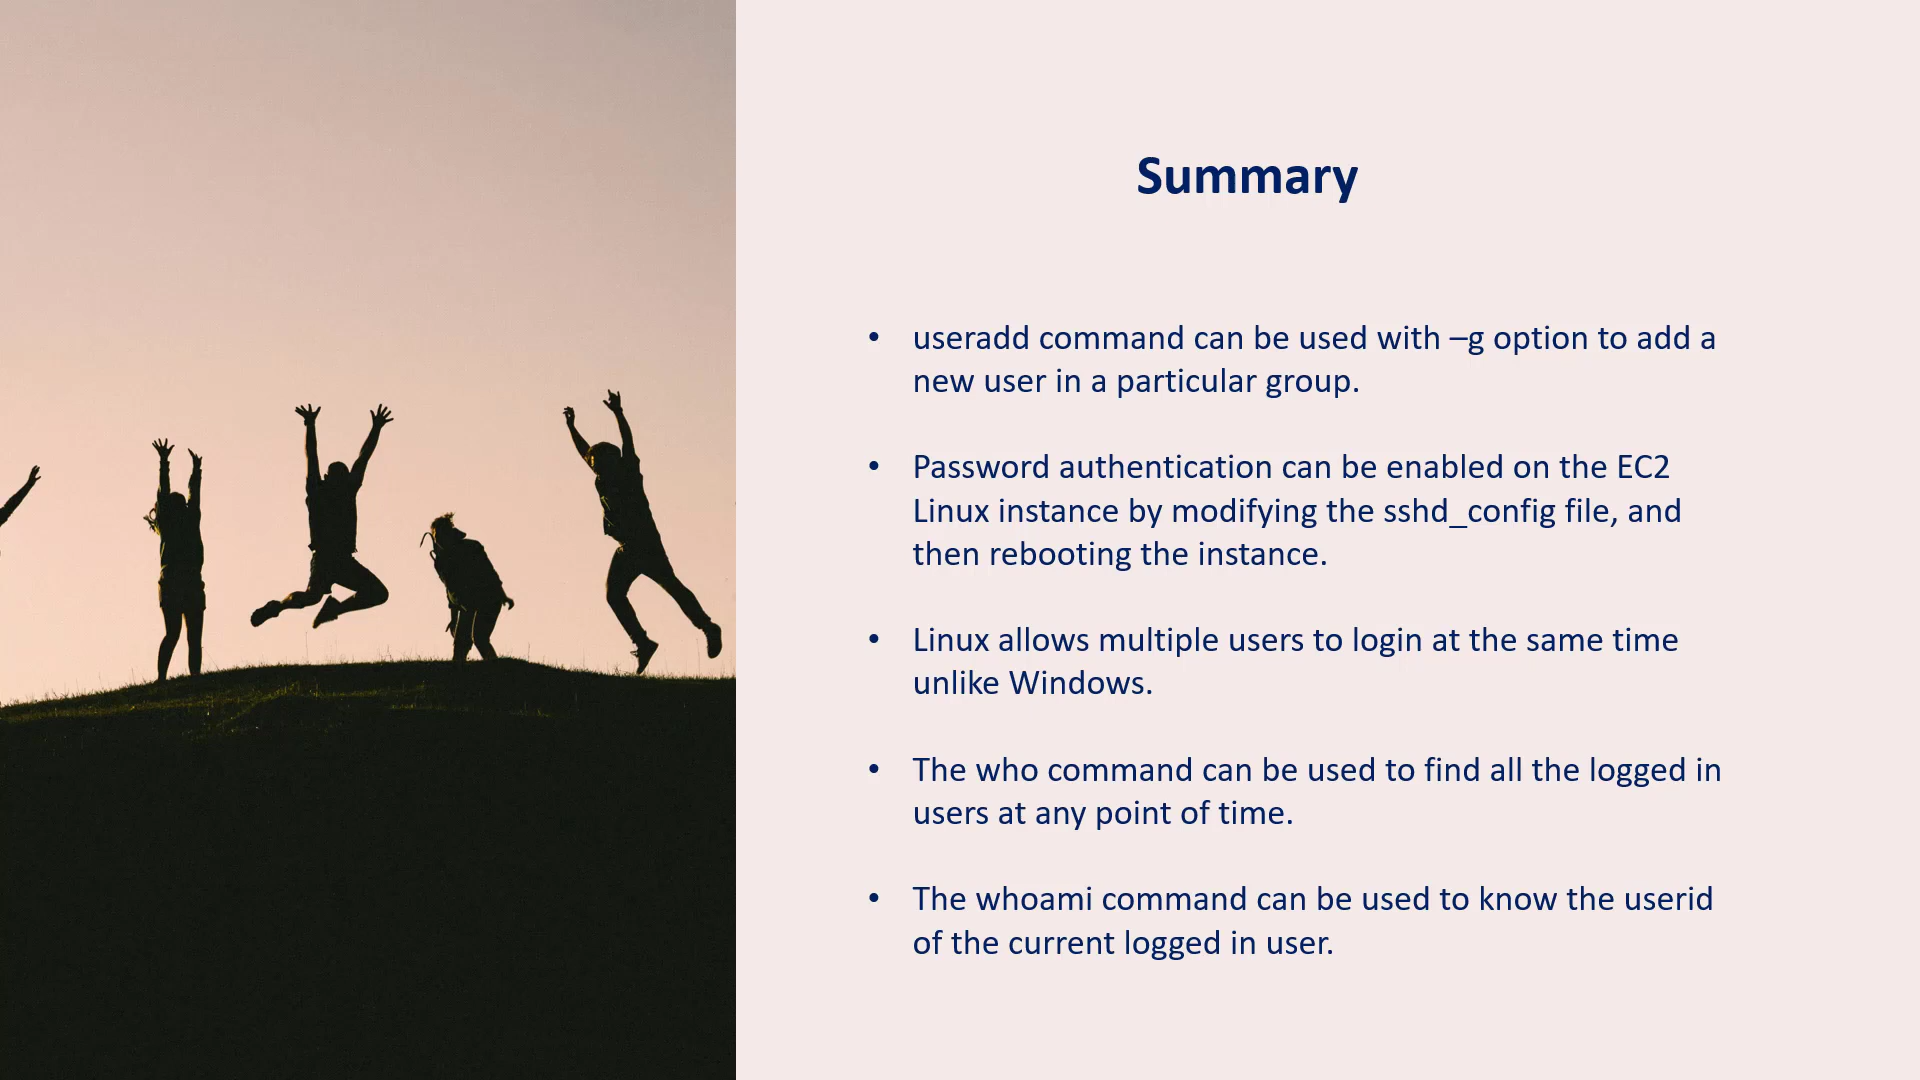 Summary
• useradd command can be used with –g option to add a
new user in a particular group.
• Password authentication can be enabled on the EC2
Linux instance by modifying the sshd_config file, and
then rebooting the instance.
• Linux allows multiple users to login at the same time
unlike Windows.
• The who command can be used to find all the logged in
users at any point of time.
• The whoami command can be used to know the userid
of the current logged in user.